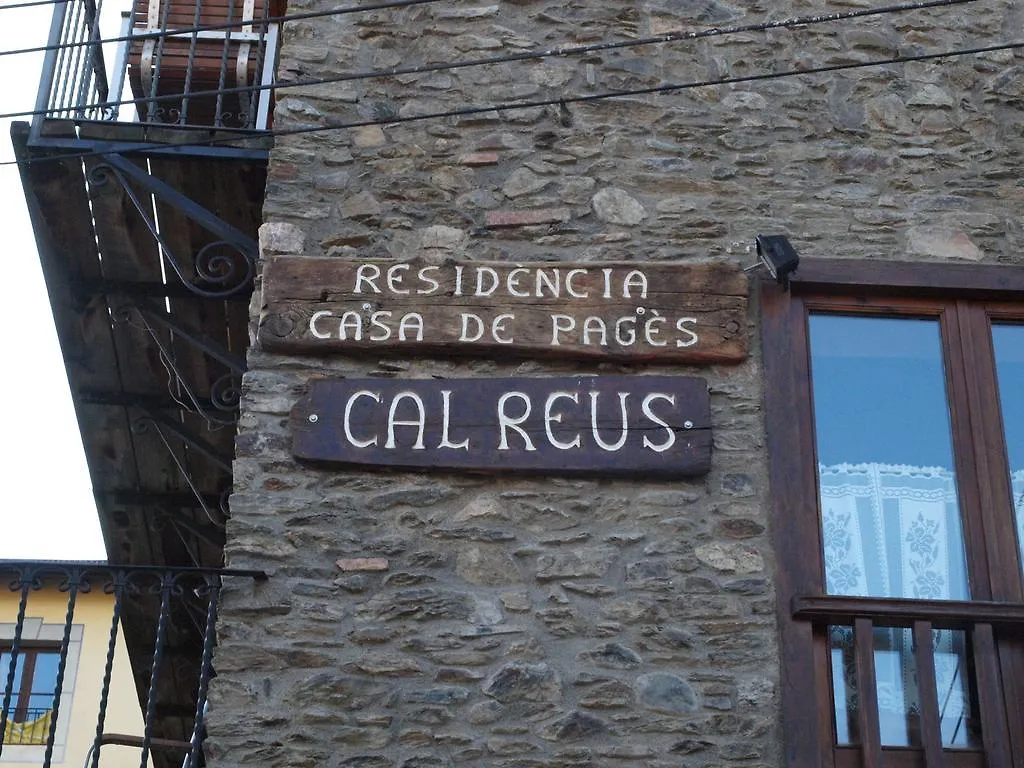 RESIDÈNCIA
CASA DE PAGÈS
CAL REUS